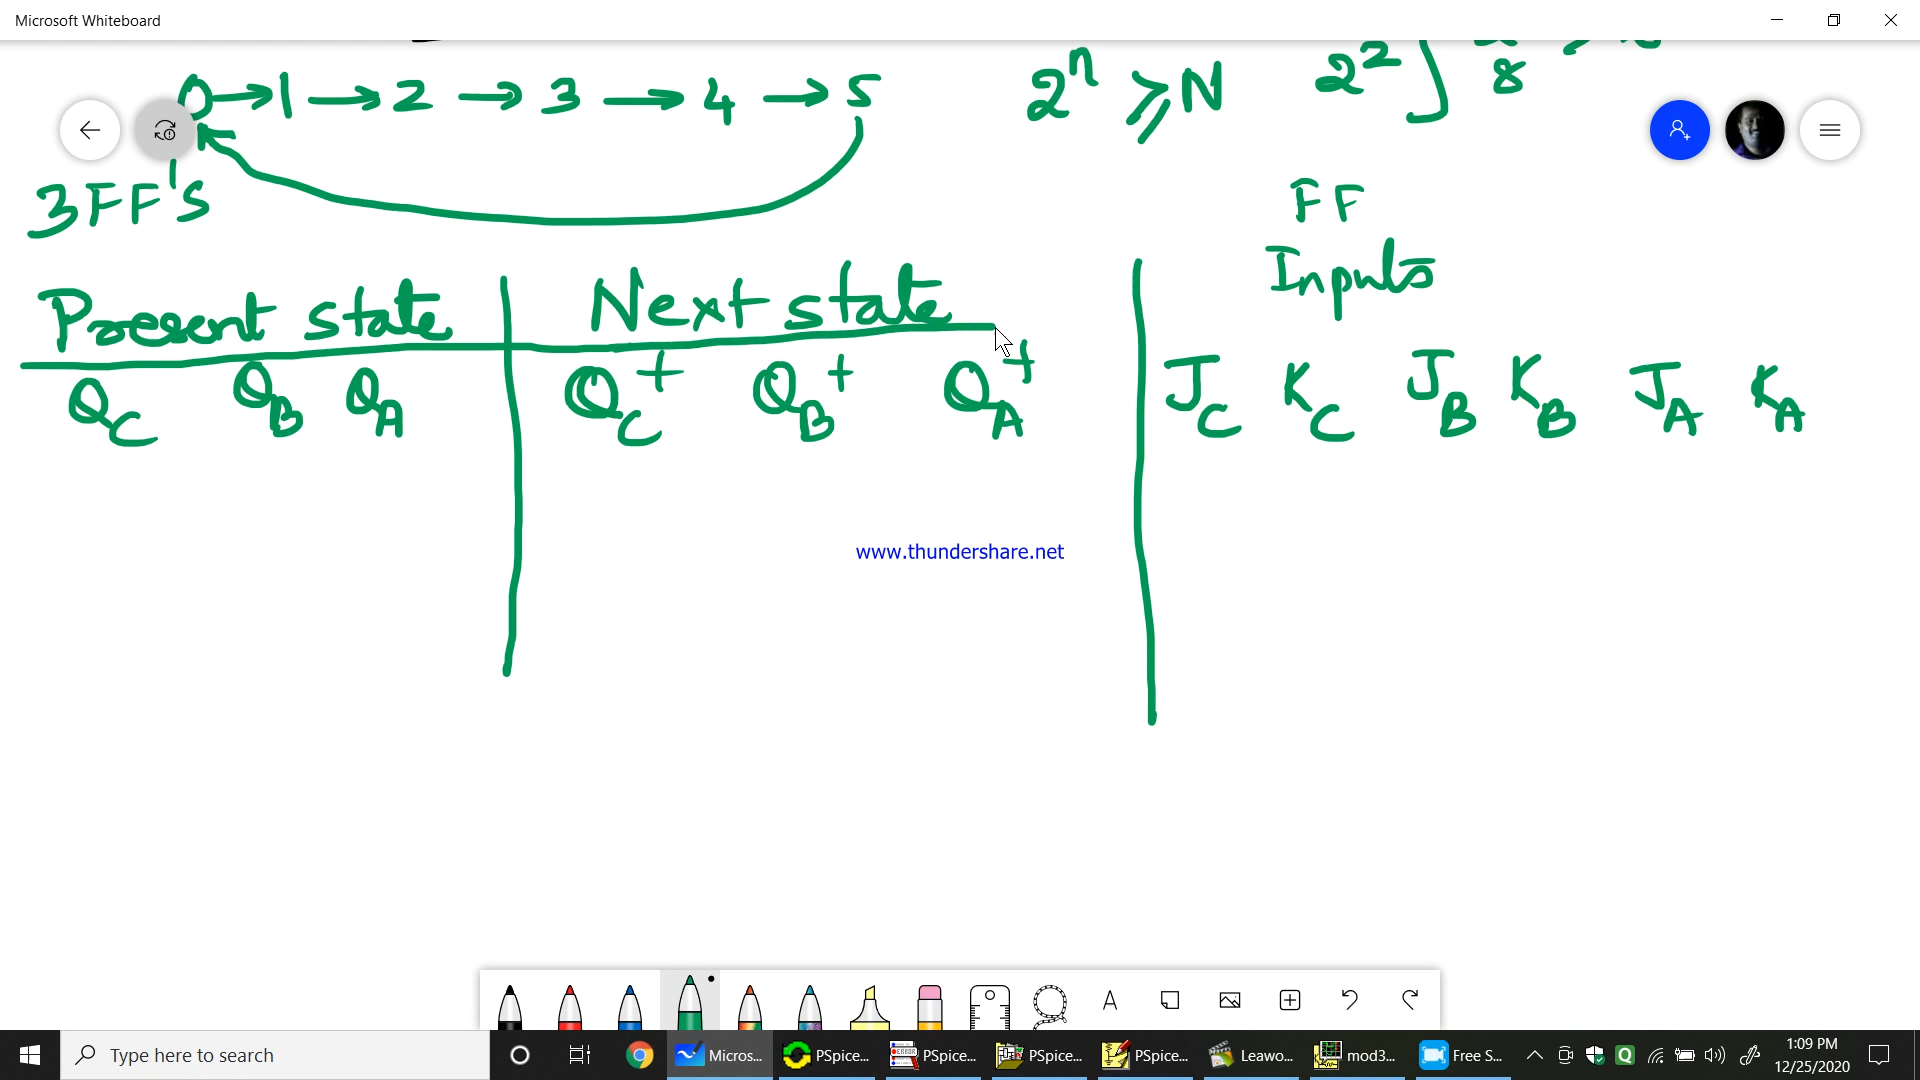 Microsoft Whiteboard
0 → 1 → 2 → 3 → 4 → 5
2ⁿ ≥ N
2² ] 8
3FF's
FF
Inputs
Present state
Next state
Q_C Q_B Q_A
Q_C⁺ Q_B⁺ Q_A⁺
J_C K_C J_B K_B J_A K_A
www.thundershare.net
A
Type here to search
Micros...
PSpice...
PSpice...
PSpice...
PSpice...
Leawo...
mod3...
Free S...
1:09 PM
12/25/2020